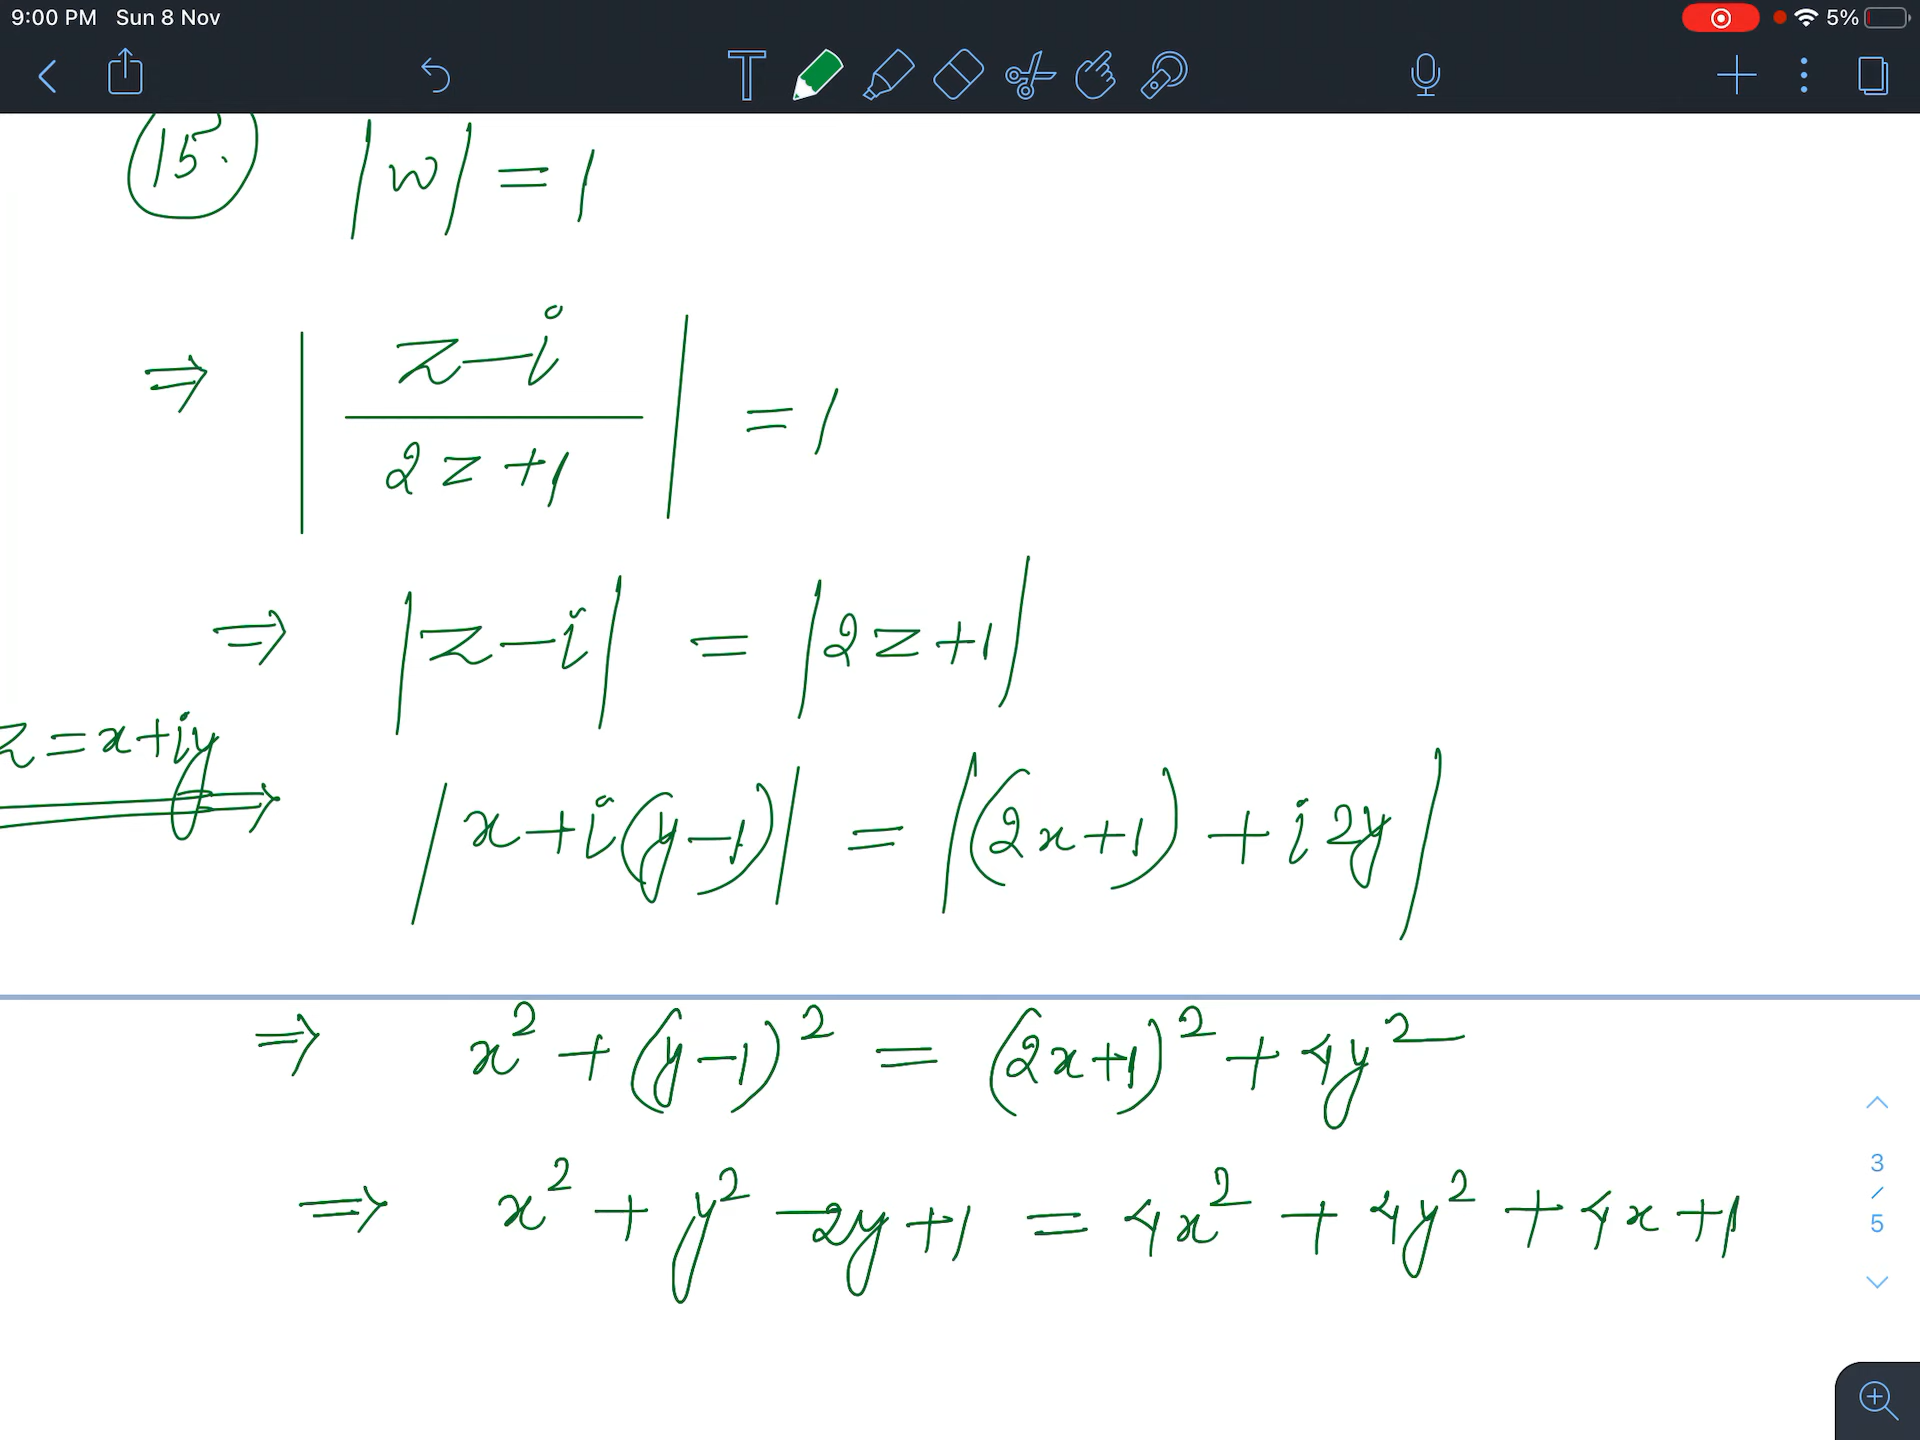 9:00 PM Sun 8 Nov 5%
T
15. |w| = 1
⇒ |(z-i)/(2z+1)| = 1
⇒ |z-i| = |2z+1|
z=x+iy
⇒ |x+i(y-1)| = |(2x+1)+i2y|
⇒ x² + (y-1)² = (2x+1)² + 4y²
⇒ x² + y² -2y+1 = 4x² + 4y² + 4x+1
3
/
5